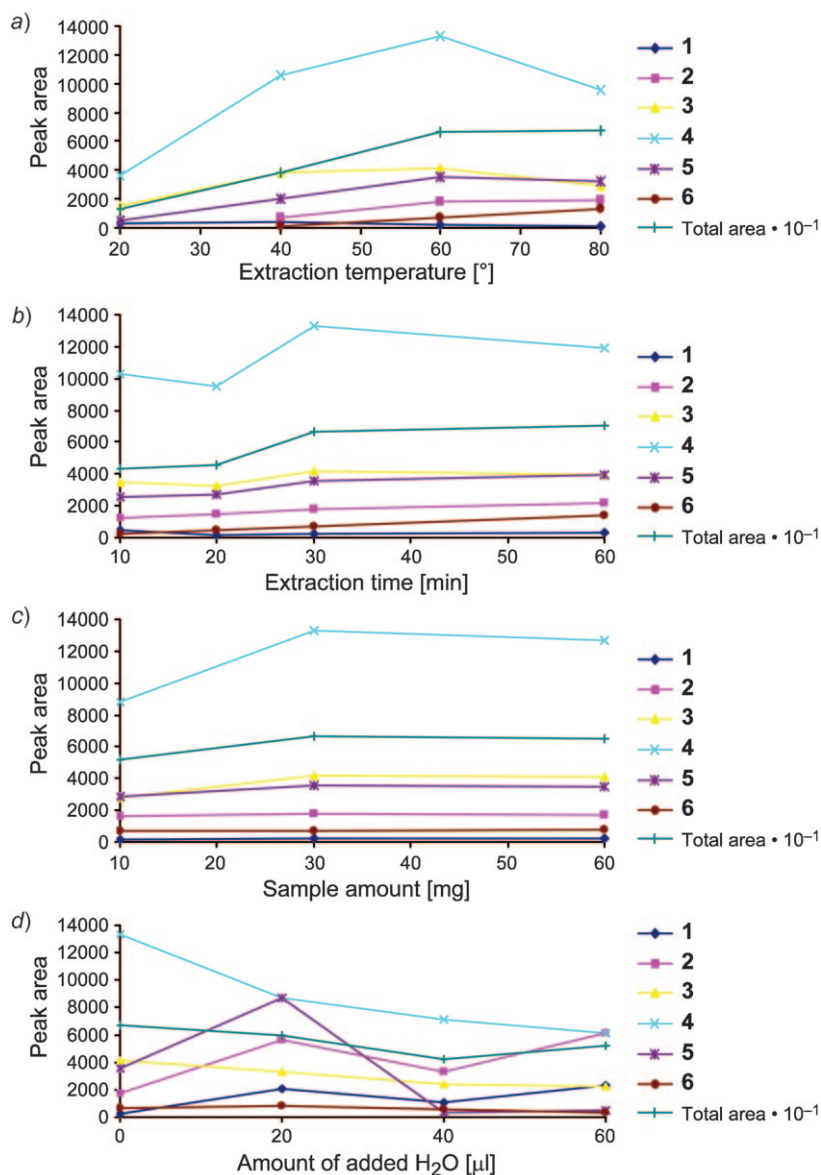 a)
Peak area
14000
12000
10000
8000
6000
4000
2000
0
20 30 40 50 60 70 80
Extraction temperature [°]
1
2
3
4
5
6
Total area • 10⁻¹
b)
Peak area
14000
12000
10000
8000
6000
4000
2000
0
10 20 30 40 50 60
Extraction time [min]
1
2
3
4
5
6
Total area • 10⁻¹
c)
Peak area
14000
12000
10000
8000
6000
4000
2000
0
10 20 30 40 50 60
Sample amount [mg]
1
2
3
4
5
6
Total area • 10⁻¹
d)
Peak area
14000
12000
10000
8000
6000
4000
2000
0
0 20 40 60
Amount of added H₂O [µl]
1
2
3
4
5
6
Total area • 10⁻¹